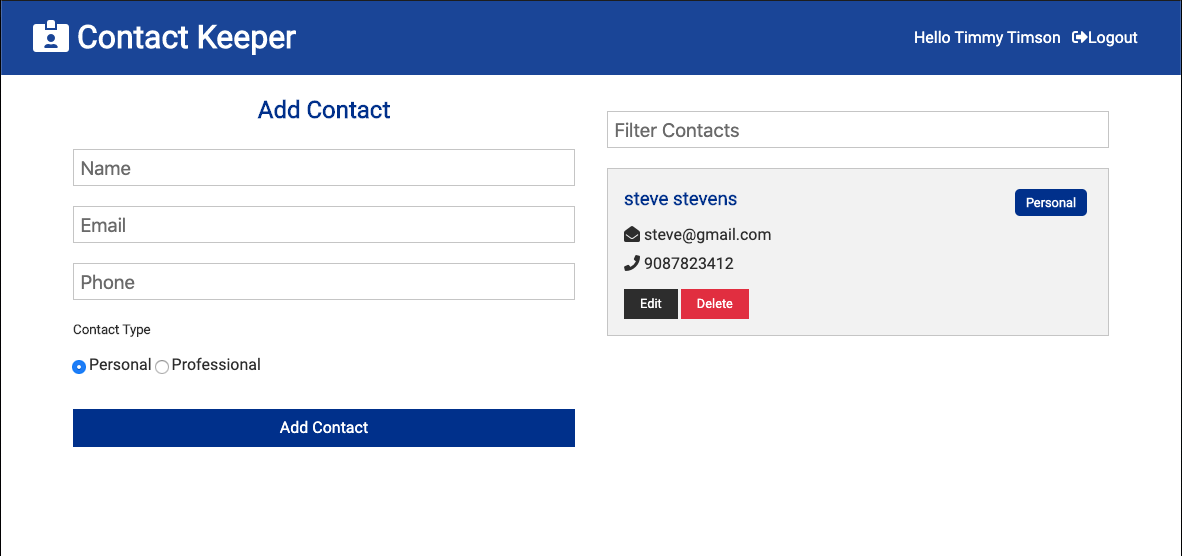 Contact Keeper
Hello Timmy Timson Logout
Add Contact
Name
Email
Phone
Contact Type
Personal Professional
Add Contact
Filter Contacts
steve stevens Personal
steve@gmail.com
9087823412
Edit Delete